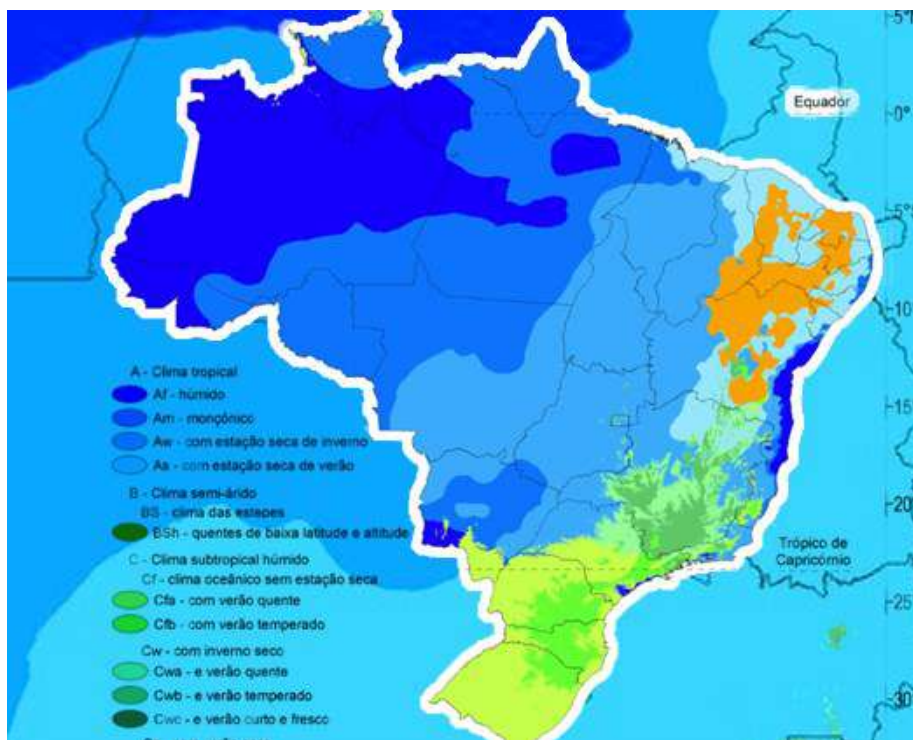 5°
Equador
0°
5°
10
A - Clima tropical
Af - húmido
Am - monçônico
15
Aw - com estação seca de inverno
As - com estação seca de verão
B - Clima semi-árido
BS - clima das estepes
20
BSh - quentes de baixa latitude e altitude
Trópico de
Capricórnio
C - Clima subtropical húmido
Cf - clima oceânico sem estação seca
Cfa - com verão quente
25
Cfb - com verão temperado
Cw - com inverno seco
Cwa - e verão quente
Cwb - e verão temperado
30
Cwc - e verão curto e fresco